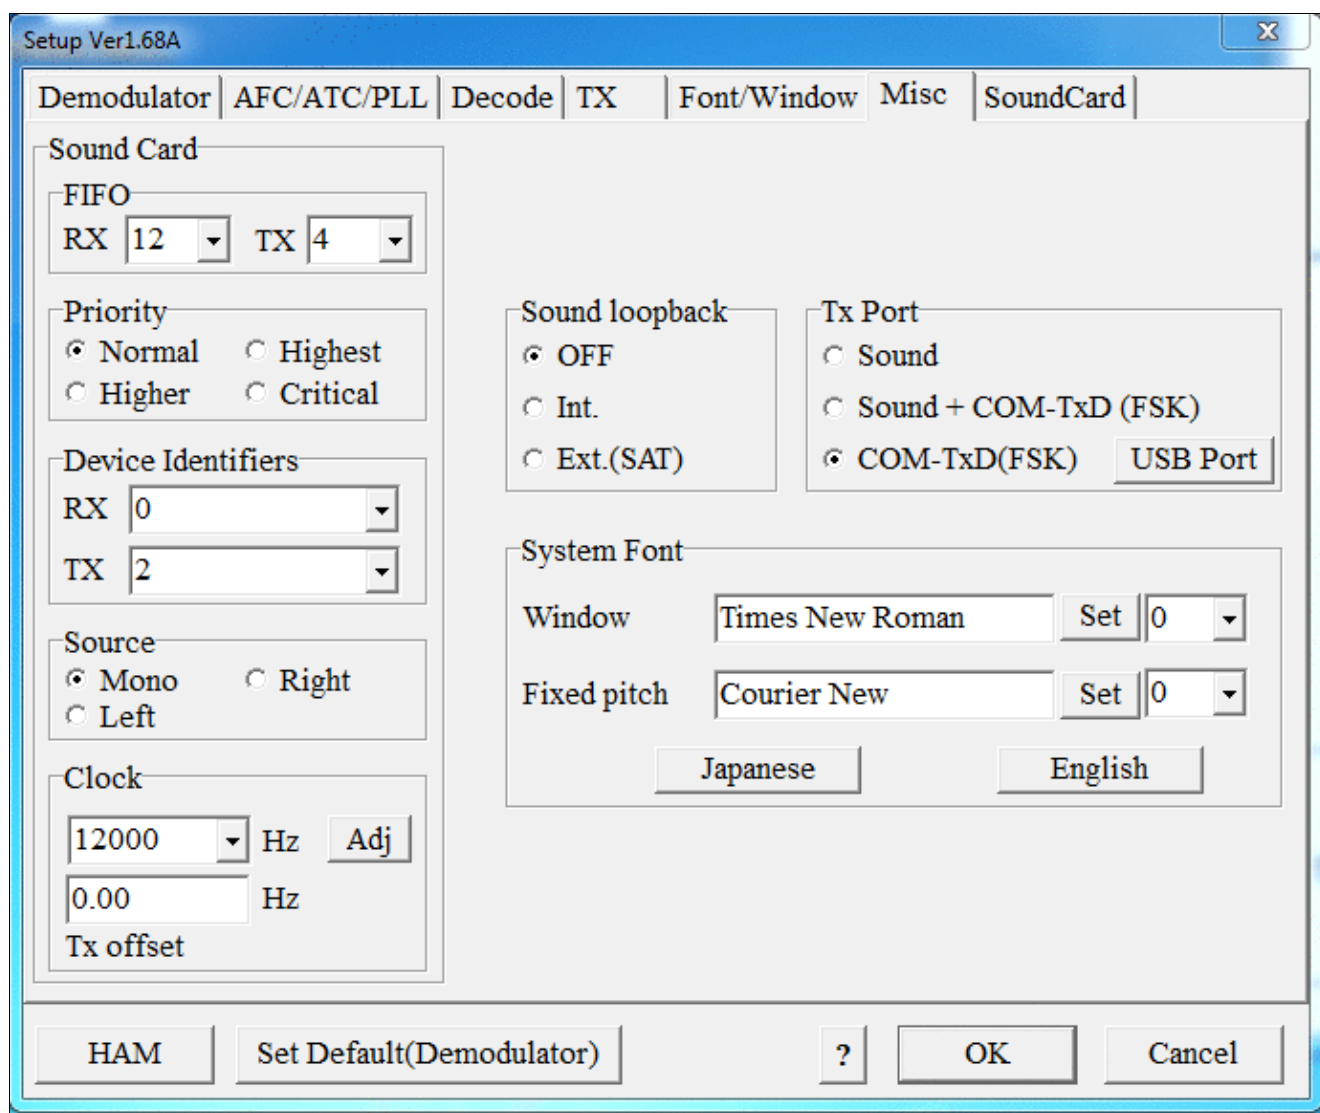 Setup Ver1.68A
Demodulator AFC/ATC/PLL Decode TX Font/Window Misc SoundCard
Sound Card
FIFO
RX 12 TX 4
Priority
Normal Highest
Higher Critical
Device Identifiers
RX 0
TX 2
Source
Mono Right
Left
Clock
12000 Hz Adj
0.00 Hz
Tx offset
Sound loopback
OFF
Int.
Ext.(SAT)
Tx Port
Sound
Sound + COM-TxD (FSK)
COM-TxD(FSK) USB Port
System Font
Window Times New Roman Set 0
Fixed pitch Courier New Set 0
Japanese English
HAM Set Default(Demodulator) ? OK Cancel